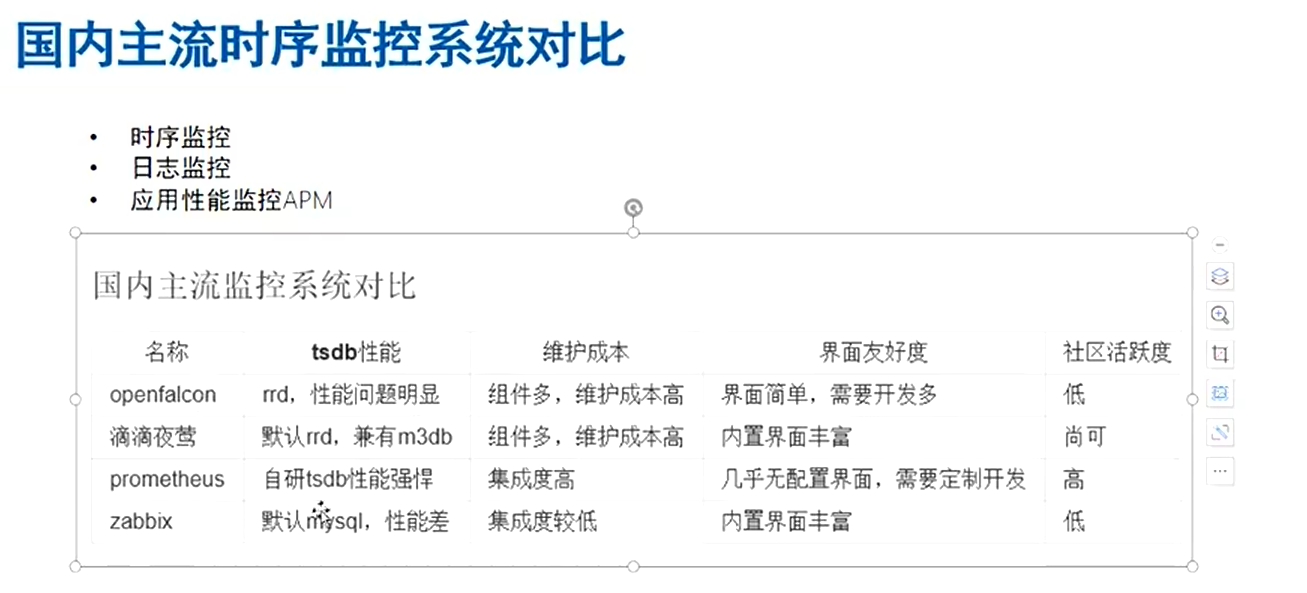 国内主流时序监控系统对比
• 时序监控
• 日志监控
• 应用性能监控APM
国内主流监控系统对比
名称 tsdb性能 维护成本 界面友好度 社区活跃度
openfalcon rrd，性能问题明显 组件多，维护成本高 界面简单，需要开发多 低
滴滴夜莺 默认rrd，兼有m3db 组件多，维护成本高 内置界面丰富 尚可
prometheus 自研tsdb性能强悍 集成度高 几乎无配置界面，需要定制开发 高
zabbix 默认mysql，性能差 集成度较低 内置界面丰富 低